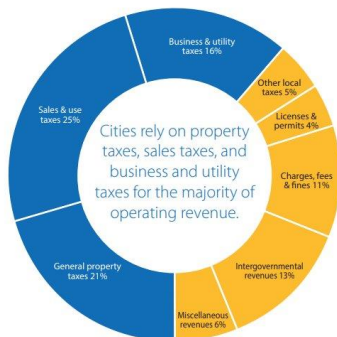 Business & utility
taxes 16%
Other local
taxes 5%
Licenses &
permits 4%
Charges, fees
& fines 11%
Intergovernmental
revenues 13%
Miscellaneous
revenues 6%
General property
taxes 21%
Sales & use
taxes 25%
Cities rely on property
taxes, sales taxes, and
business and utility
taxes for the majority of
operating revenue.